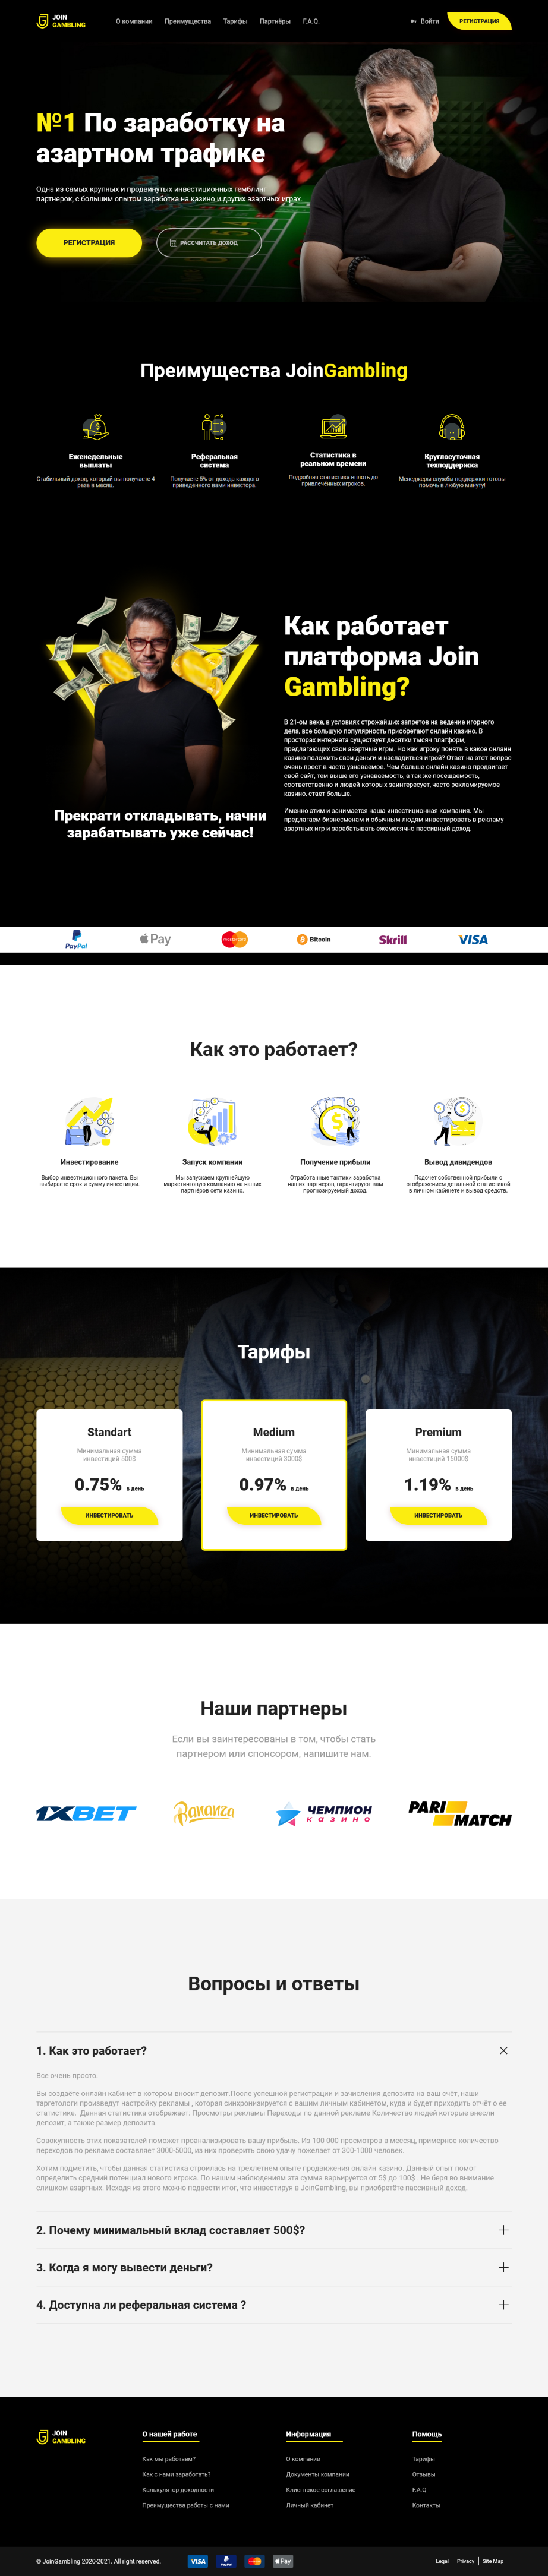 JOIN
GAMBLING
О компании Преимущества Тарифы Партнёры F.A.Q. Войти РЕГИСТРАЦИЯ
№1 По заработку на
азартном трафике
Одна из самых крупных и продвинутых инвестиционных гемблинг
партнерок, с большим опытом заработка на казино и других азартных играх.
РЕГИСТРАЦИЯ РАССЧИТАТЬ ДОХОД
Преимущества JoinGambling
Еженедельные
выплаты
Стабильный доход, который вы получаете 4
раза в месяц.
Реферальная
система
Получаете 5% от дохода каждого
приведенного вами инвестора.
Статистика в
реальном времени
Подробная статистика вплоть до
привлечённых игроков.
Круглосуточная
техподдержка
Менеджеры службы поддержки готовы
помочь в любую минуту!
Прекрати откладывать, начни
зарабатывать уже сейчас!
Как работает
платформа Join
Gambling?
В 21-ом веке, в условиях строжайших запретов на ведение игорного
дела, все большую популярность приобретают онлайн казино. В
просторах интернета существует десятки тысяч платформ,
предлагающих свои азартные игры. Но как игроку понять в какое онлайн
казино положить свои деньги и насладиться игрой? Ответ на этот вопрос
очень прост и часто узнаваемом. Чем больше онлайн казино продвигает
свой сайт, тем выше его узнаваемость, а так же посещаемость,
соответственно и людей которых заинтересует, часто рекламируемое
казино, стает больше.
Именно этим и занимается наша инвестиционная компания. Мы
предлагаем бизнесменам и обычным людям инвестировать в рекламу
азартных игр и зарабатывать ежемесячно пассивный доход.
PayPal Pay mastercard Bitcoin Skrill VISA
Как это работает?
Инвестирование
Выбор инвестиционного пакета. Вы
выбираете срок и сумму инвестиции.
Запуск компании
Мы запускаем крупнейшую
маркетинговую компанию на наших
партнёров сети казино.
Получение прибыли
Отработанные тактики заработка
наших партнеров, гарантируют вам
прогнозируемый доход.
Вывод дивидендов
Подсчет собственной прибыли с
отображением детальной статистикой
в личном кабинете и вывод средств.
Тарифы
Standart
Минимальная сумма
инвестиций 500$
0.75% в день
ИНВЕСТИРОВАТЬ
Medium
Минимальная сумма
инвестиций 3000$
0.97% в день
ИНВЕСТИРОВАТЬ
Premium
Минимальная сумма
инвестиций 15000$
1.19% в день
ИНВЕСТИРОВАТЬ
Наши партнеры
Если вы заинтересованы в том, чтобы стать
партнером или спонсором, напишите нам.
1XBET
Bananza
ЧЕМПИОН
КАЗИНО
PARI
MATCH
Вопросы и ответы
1. Как это работает?
Все очень просто.
Вы создаёте онлайн кабинет в котором вносит депозит.После успешной регистрации и зачисления депозита на ваш счёт, наши
таргетологи произведут настройку рекламы , которая синхронизируется с вашим личным кабинетом, куда и будет приходить отчёт о ее
статистике. Данная статистика отображает: Просмотры рекламы Переходы по данной рекламе Количество людей которые внесли
депозит, а также размер депозита.
Совокупность этих показателей поможет проанализировать вашу прибыль. Из 100 000 просмотров в месяц, примерное количество
переходов по рекламе составляет 3000-5000, из них проверить свою удачу пожелает от 300-1000 человек.
Хотим подметить, чтобы данная статистика строилась на трехлетнем опыте продвижения онлайн казино. Данный опыт помог
определить средний потенциал нового игрока. По нашим наблюдениям эта сумма варьируется от 5$ до 100$ . Не беря во внимание
слишком азартных. Исходя из этого можно подвести итог, что инвестируя в JoinGambling, вы приобретёте пассивный доход.
2. Почему минимальный вклад составляет 500$?
3. Когда я могу вывести деньги?
4. Доступна ли реферальная система ?
JOIN
GAMBLING
О нашей работе
Как мы работаем?
Как с нами заработать?
Калькулятор доходности
Преимущества работы с нами
Информация
О компании
Документы компании
Клиентское соглашение
Личный кабинет
Помощь
Тарифы
Отзывы
F.A.Q
Контакты
© JoinGambling 2020-2021. All right reserved. VISA PayPal mastercard Pay Legal Privacy Site Map